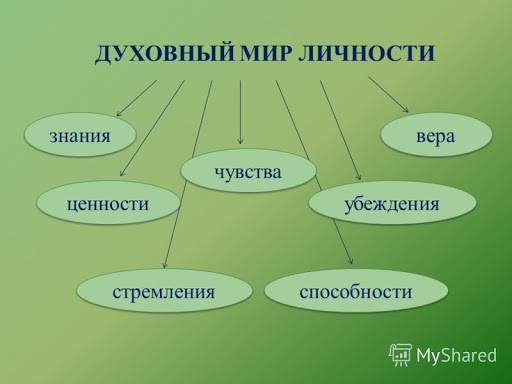 ДУХОВНЫЙ МИР ЛИЧНОСТИ
знания
вера
чувства
ценности
убеждения
стремления
способности
MyShared